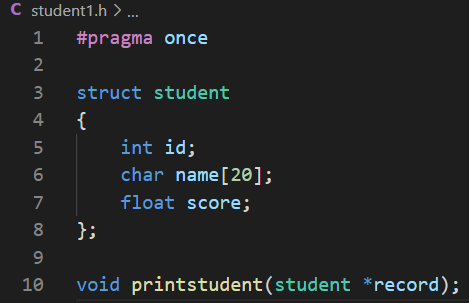 C student1.h > ...
1 #pragma once
2
3 struct student
4 {
5 int id;
6 char name[20];
7 float score;
8 };
9
10 void printstudent(student *record);